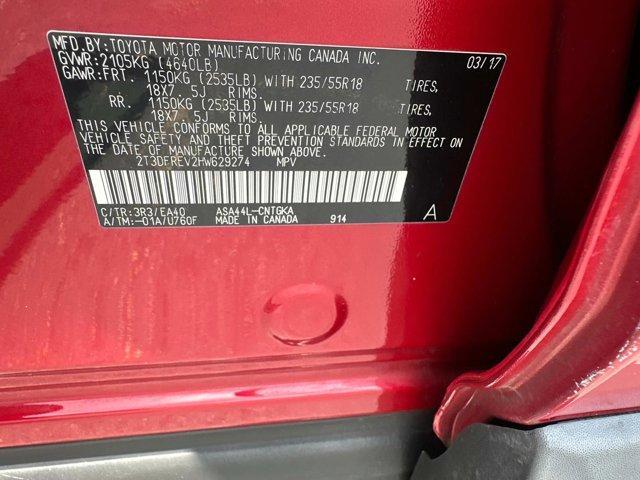 MFD.BY:TOYOTA MOTOR MANUFACTURING CANADA INC.
GVWR:2105KG (4640LB) 03/17
GAWR:FRT. 1150KG (2535LB) WITH 235/55R18 TIRES,
18X7.5J RIMS.
RR. 1150KG (2535LB) WITH 235/55R18 TIRES,
18X7.5J RIMS.
THIS VEHICLE CONFORMS TO ALL APPLICABLE FEDERAL MOTOR
VEHICLE SAFETY AND THEFT PREVENTION STANDARDS IN EFFECT ON
THE DATE OF MANUFACTURE SHOWN ABOVE.
2T3DFREV2HW629274 MPV
C/TR:3R3/EA40 ASA44L-CNTGKA
A/TM:-01A/U760F MADE IN CANADA 914 A